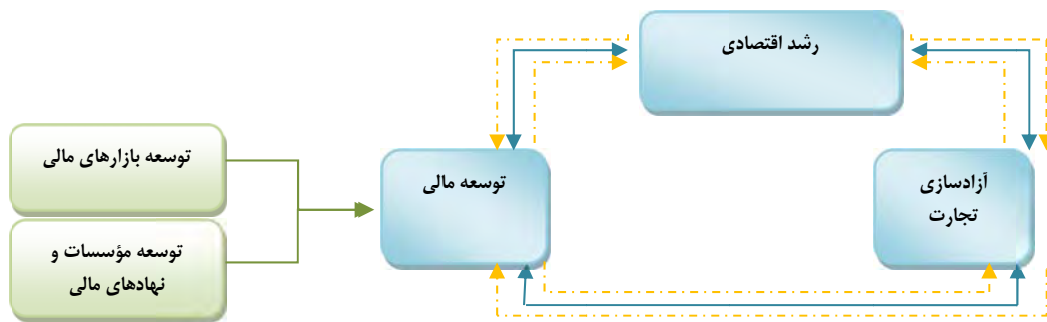 رشد اقتصادی
توسعه بازارهای مالی
توسعه مالی
آزادسازی
تجارت
توسعه مؤسسات و
نهادهای مالی